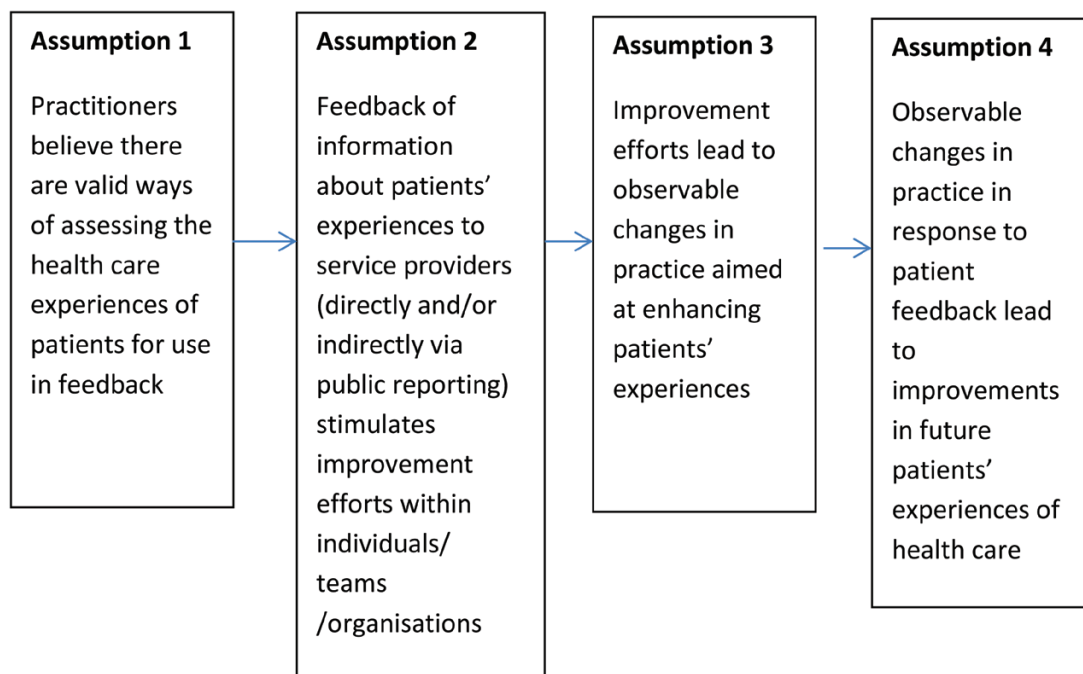 Assumption 1
Practitioners
believe there
are valid ways
of assessing the
health care
experiences of
patients for use
in feedback
Assumption 2
Feedback of
information
about patients’
experiences to
service providers
(directly and/or
indirectly via
public reporting)
stimulates
improvement
efforts within
individuals/
teams
/organisations
Assumption 3
Improvement
efforts lead to
observable
changes in
practice aimed
at enhancing
patients’
experiences
Assumption 4
Observable
changes in
practice in
response to
patient
feedback lead
to
improvements
in future
patients’
experiences of
health care